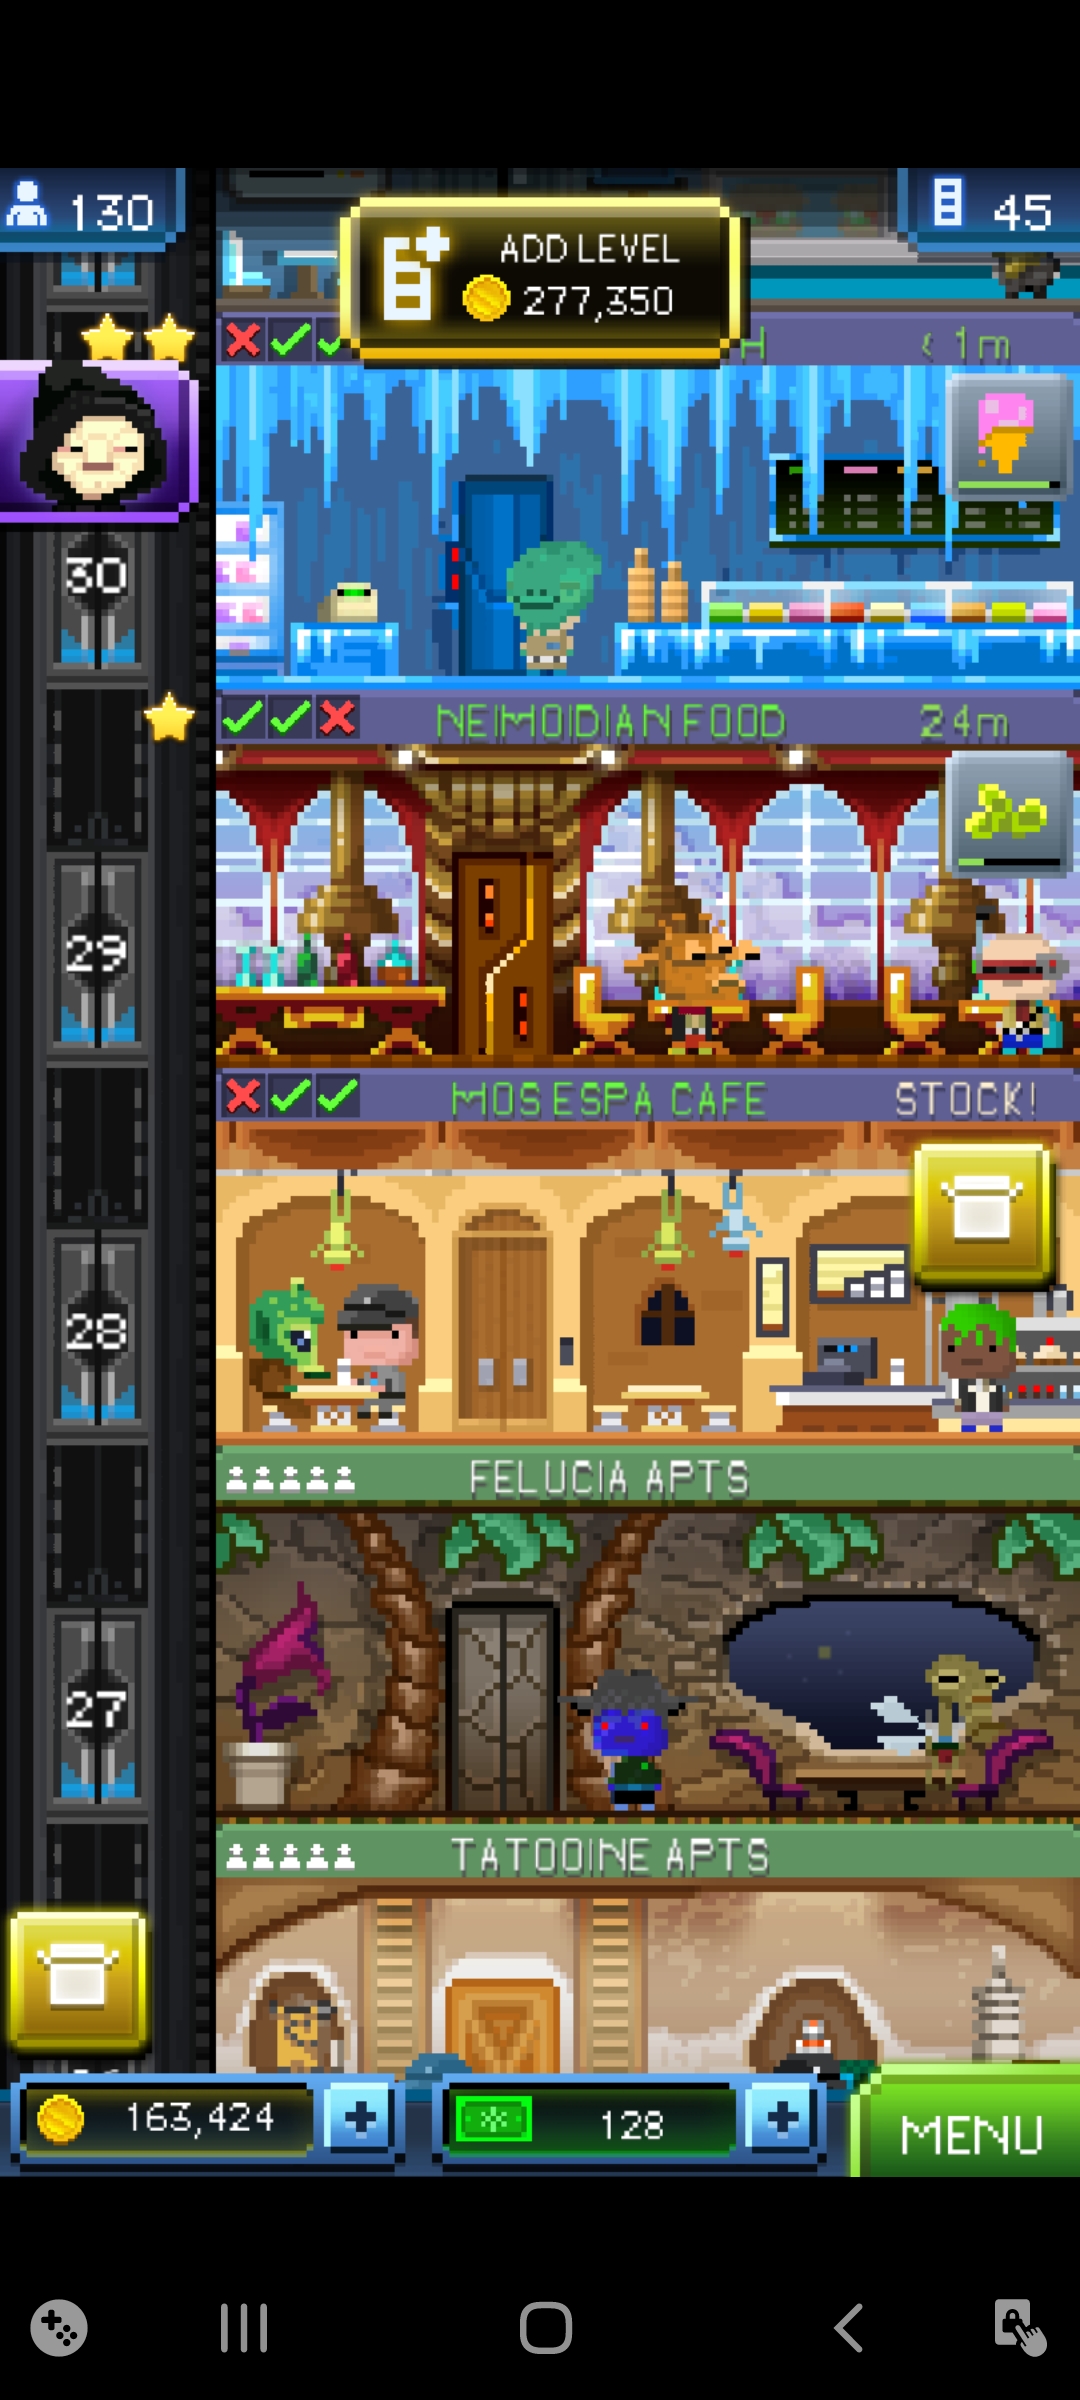 130
ADD LEVEL
277,350
45
H
< 1m
30
NEIMOIDIAN FOOD
24m
29
MOS ESPA CAFE
STOCK!
28
FELUCIA APTS
27
TATOOINE APTS
163,424
128
MENU